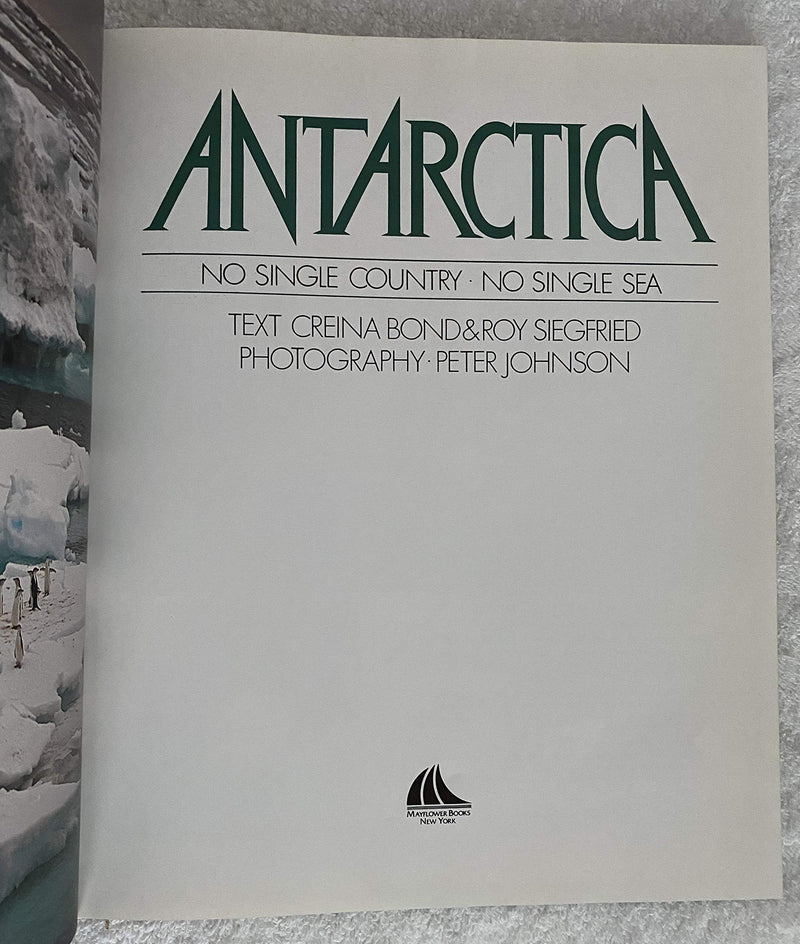 ANTARCTICA
NO SINGLE COUNTRY · NO SINGLE SEA
TEXT CREINA BOND&ROY SIEGFRIED
PHOTOGRAPHY·PETER JOHNSON
MAYFLOWER BOOKS
NEW YORK